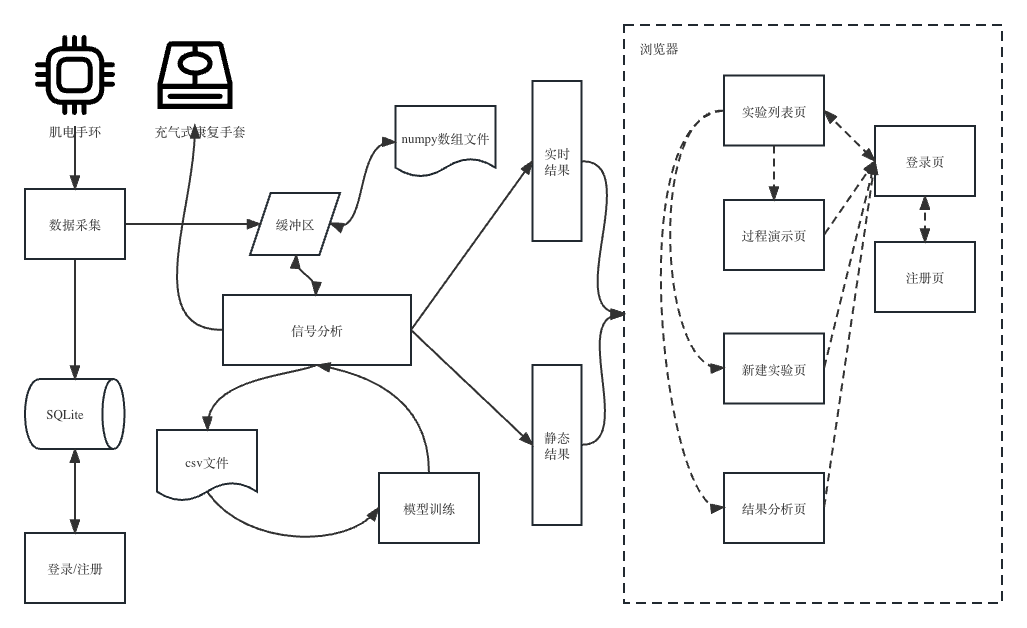 浏览器
肌电手环
充气式康复手套
numpy数组文件
实时
结果
实验列表页
登录页
数据采集
缓冲区
过程演示页
注册页
信号分析
新建实验页
SQLite
csv文件
静态
结果
模型训练
结果分析页
登录/注册